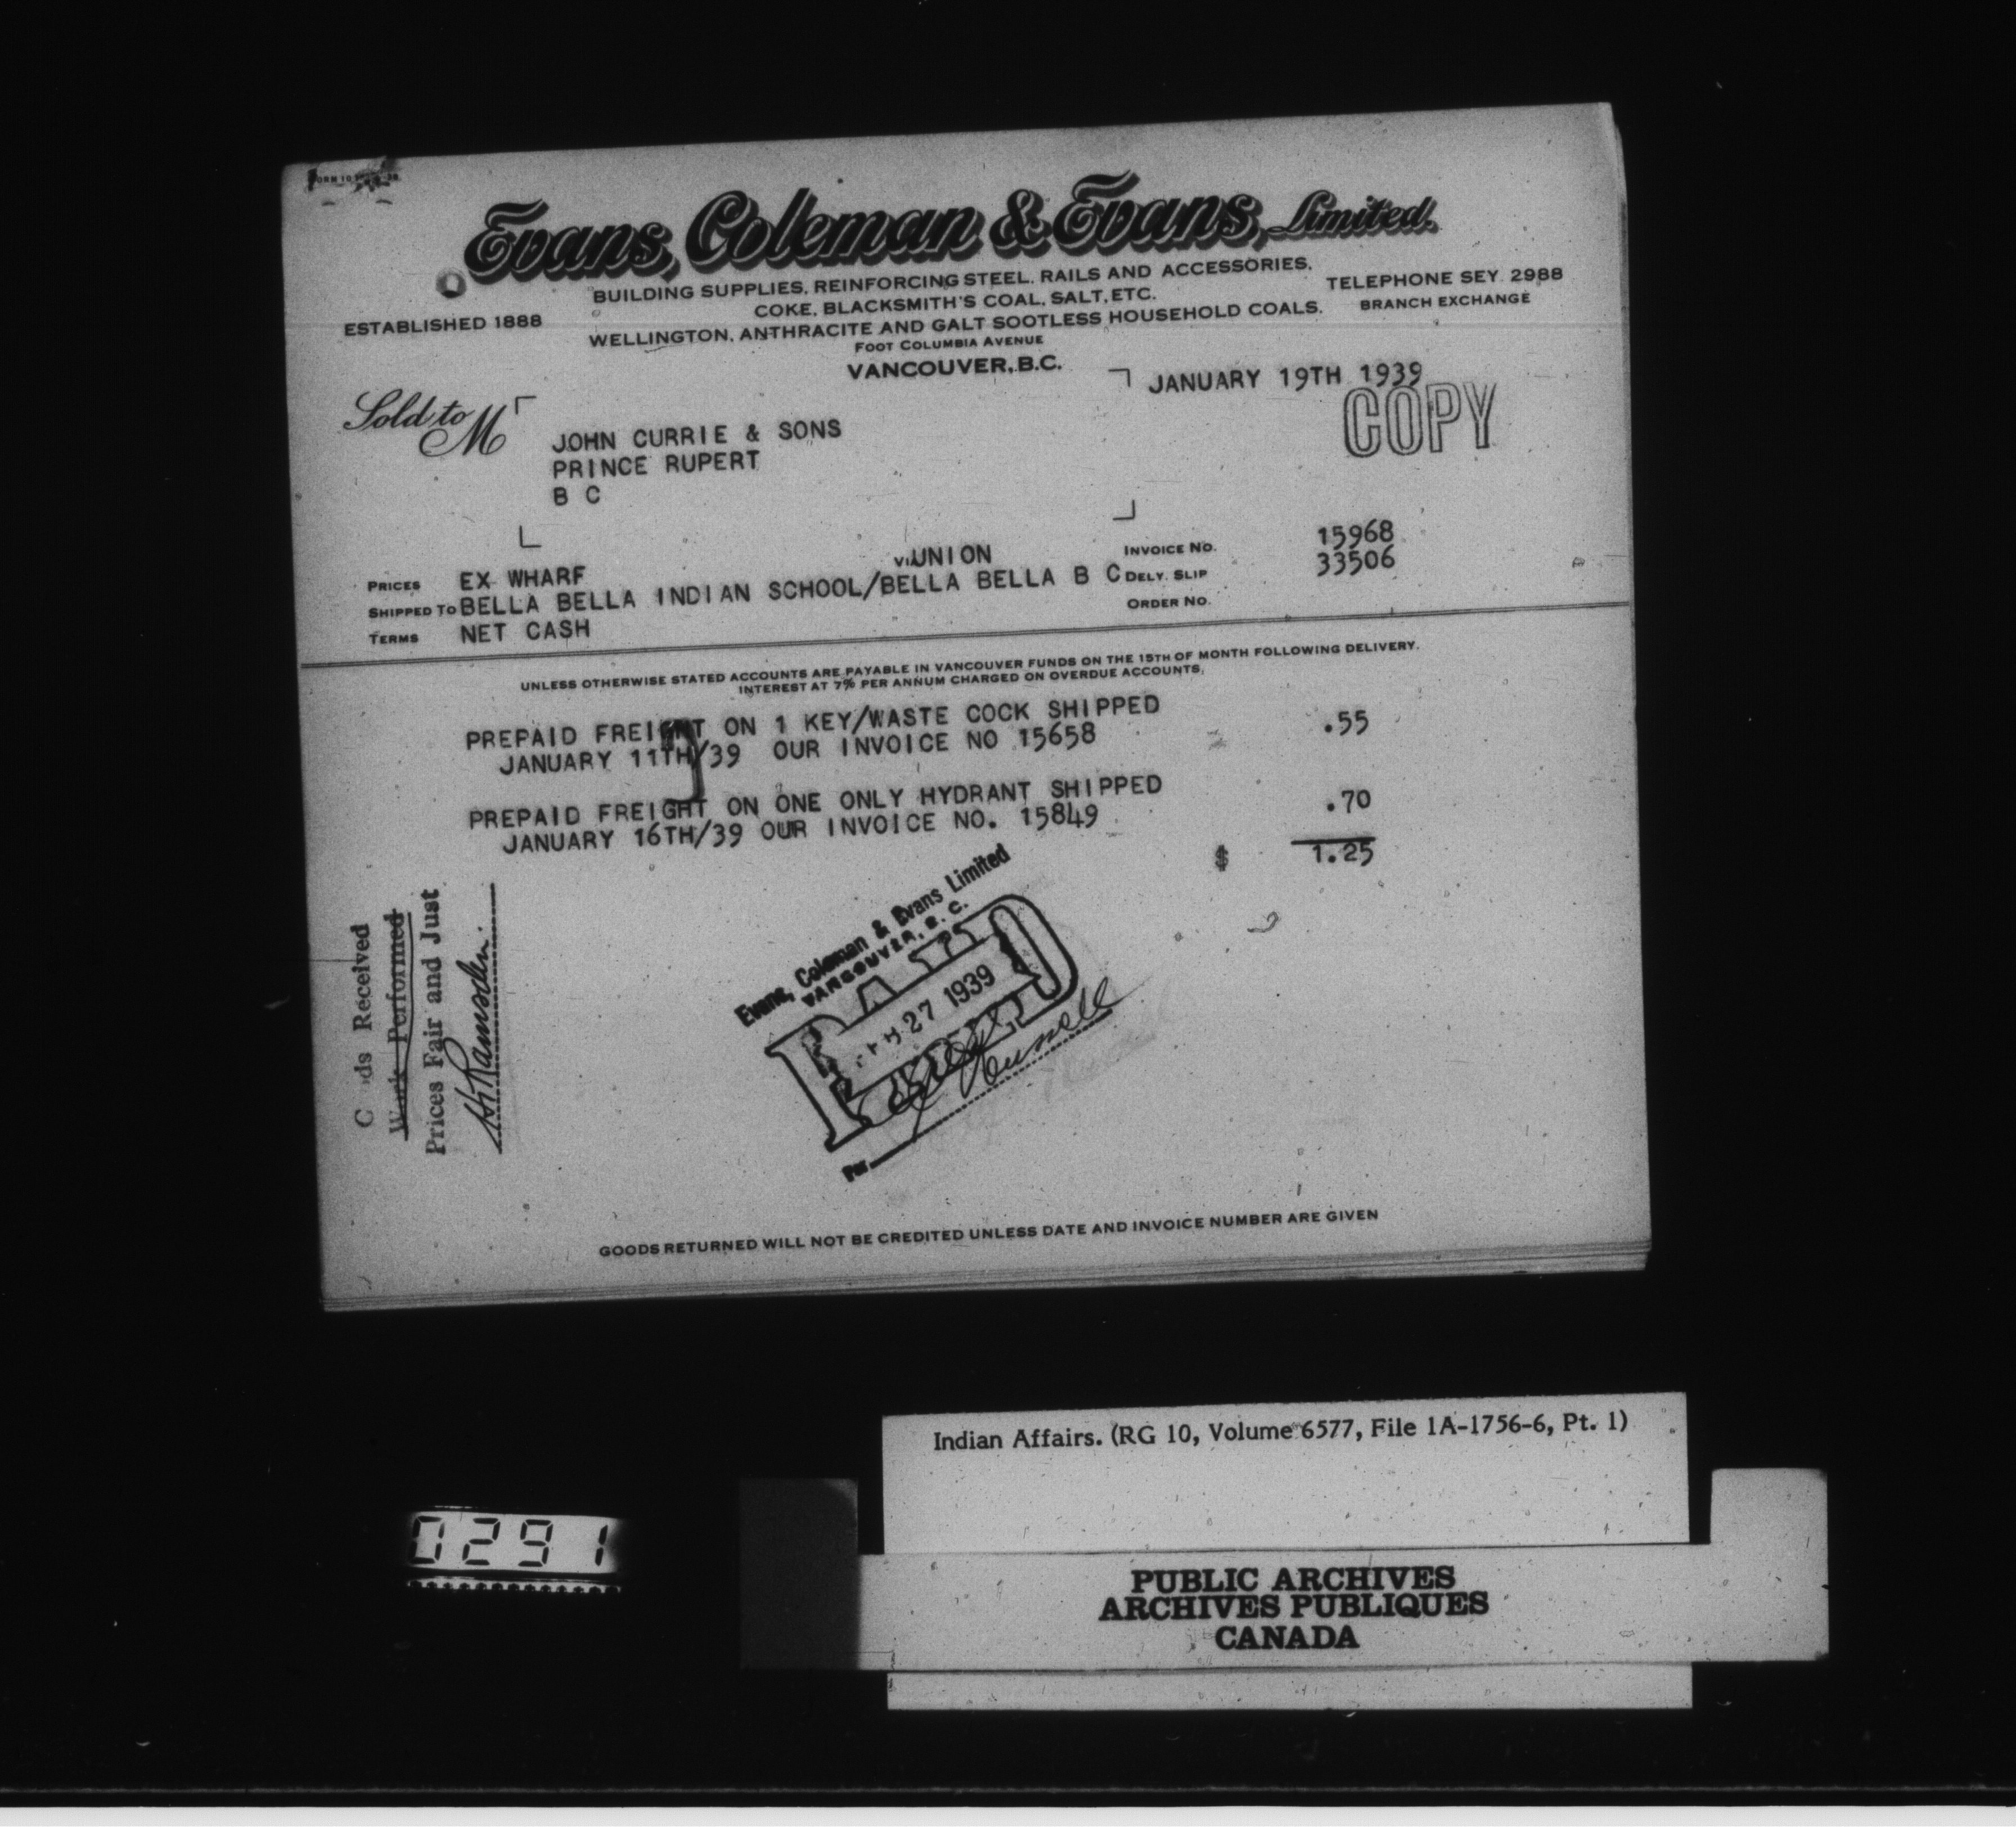 Evans, Coleman & Evans, Limited.
BUILDING SUPPLIES, REINFORCING STEEL, RAILS AND ACCESSORIES,
COKE, BLACKSMITH'S COAL, SALT, ETC.
TELEPHONE SEY. 2988
BRANCH EXCHANGE
ESTABLISHED 1888
WELLINGTON, ANTHRACITE AND GALT SOOTLESS HOUSEHOLD COALS.
FOOT COLUMBIA AVENUE
VANCOUVER, B.C.
JANUARY 19TH 1939
COPY
Sold to M
JOHN CURRIE & SONS
PRINCE RUPERT
B C
PRICES EX WHARF VIA UNION INVOICE NO. 15968
SHIPPED TO BELLA BELLA INDIAN SCHOOL/BELLA BELLA B C DELY. SLIP 33506
TERMS NET CASH ORDER NO.
UNLESS OTHERWISE STATED ACCOUNTS ARE PAYABLE IN VANCOUVER FUNDS ON THE 15TH OF MONTH FOLLOWING DELIVERY.
INTEREST AT 7% PER ANNUM CHARGED ON OVERDUE ACCOUNTS.
PREPAID FREIGHT ON 1 KEY/WASTE COCK SHIPPED .55
JANUARY 11TH/39 OUR INVOICE NO 15658
PREPAID FREIGHT ON ONE ONLY HYDRANT SHIPPED .70
JANUARY 16TH/39 OUR INVOICE NO. 15849
$ 1.25
Received
Work Performed
Prices Fair and Just
Ramsden
Evans, Coleman & Evans Limited
VANCOUVER, B. C.
PAID
27 1939
Per
GOODS RETURNED WILL NOT BE CREDITED UNLESS DATE AND INVOICE NUMBER ARE GIVEN
Indian Affairs. (RG 10, Volume 6577, File 1A-1756-6, Pt. 1)
0291
PUBLIC ARCHIVES
ARCHIVES PUBLIQUES
CANADA